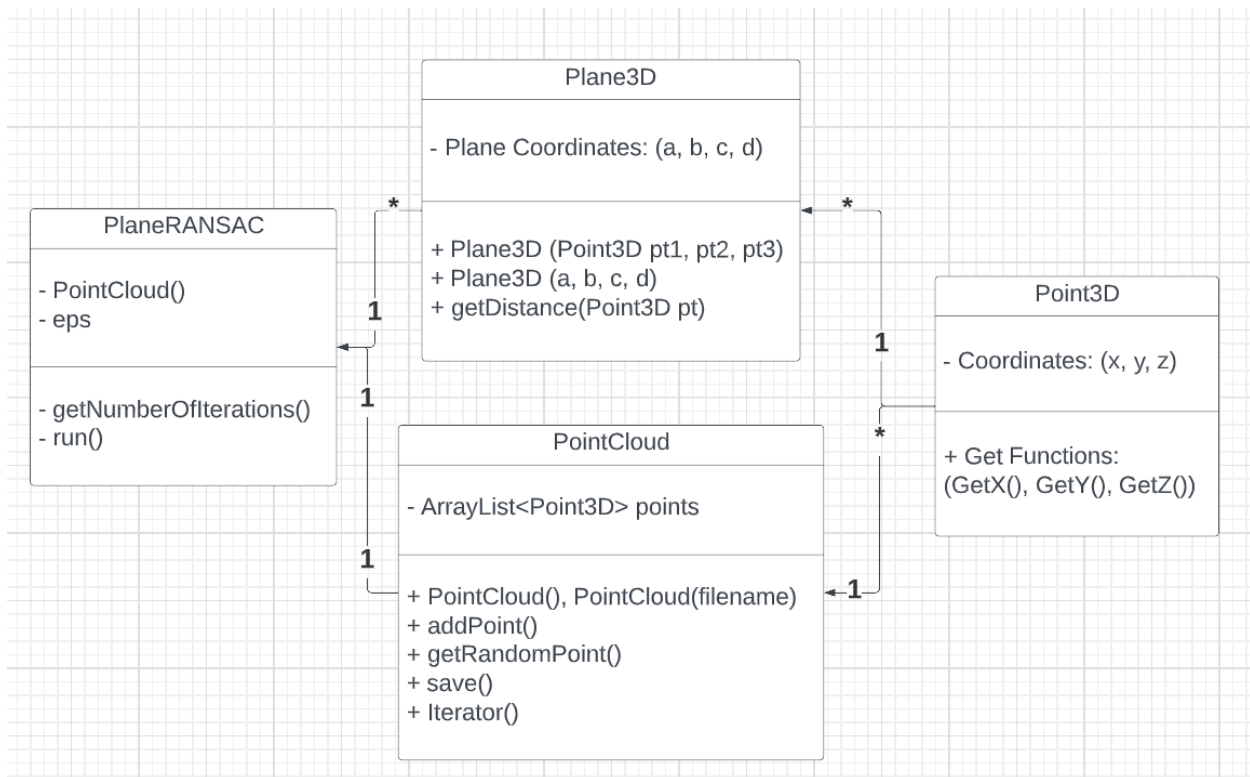 Plane3D
- Plane Coordinates: (a, b, c, d)
+ Plane3D (Point3D pt1, pt2, pt3)
+ Plane3D (a, b, c, d)
+ getDistance(Point3D pt)
*
1
*
1
PlaneRANSAC
- PointCloud()
- eps
- getNumberOfIterations()
- run()
1
1
Point3D
- Coordinates: (x, y, z)
+ Get Functions:
(GetX(), GetY(), GetZ())
*
1
PointCloud
- ArrayList<Point3D> points
+ PointCloud(), PointCloud(filename)
+ addPoint()
+ getRandomPoint()
+ save()
+ Iterator()